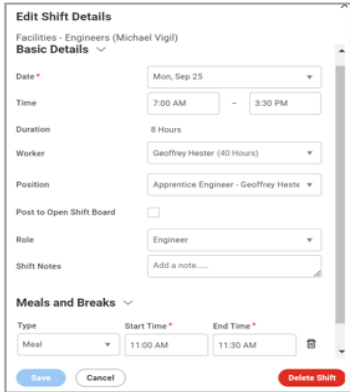 Edit Shift Details
Facilities - Engineers (Michael Vigil)
Basic Details
Date* Mon, Sep 25
Time 7:00 AM – 3:30 PM
Duration 8 Hours
Worker Geoffrey Hester (40 Hours)
Position Apprentice Engineer - Geoffrey Heste
Post to Open Shift Board
Role Engineer
Shift Notes Add a note.....
Meals and Breaks
Type Start Time* End Time*
Meal 11:00 AM 11:30 AM
Save Cancel Delete Shift